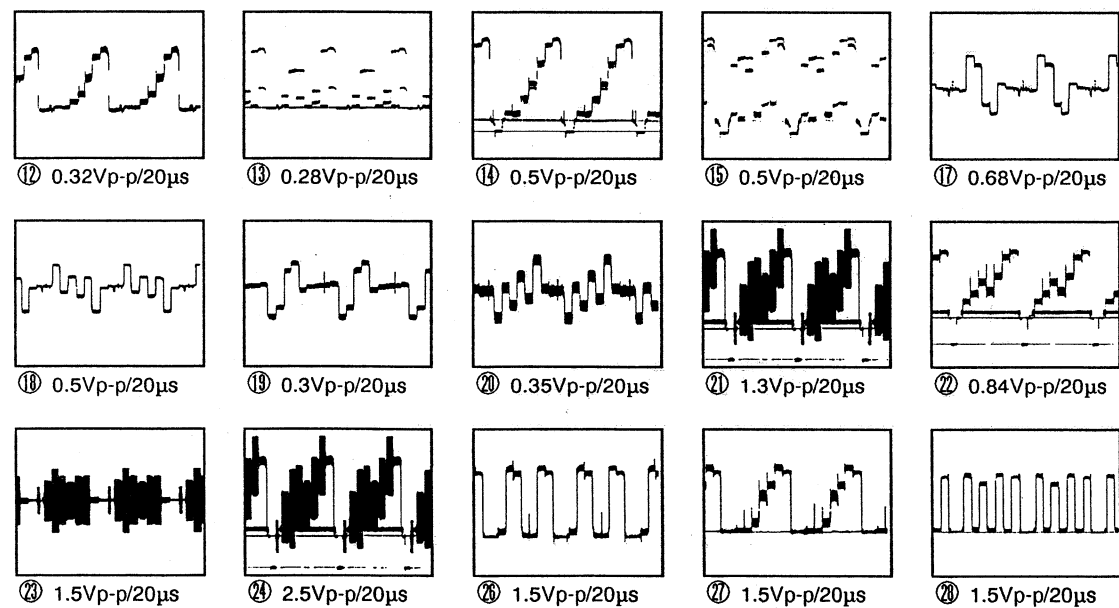 ⑫ 0.32Vp-p/20µs ⑬ 0.28Vp-p/20µs ⑭ 0.5Vp-p/20µs ⑮ 0.5Vp-p/20µs ⑰ 0.68Vp-p/20µs
⑱ 0.5Vp-p/20µs ⑲ 0.3Vp-p/20µs ⑳ 0.35Vp-p/20µs ㉑ 1.3Vp-p/20µs ㉒ 0.84Vp-p/20µs
㉓ 1.5Vp-p/20µs ㉔ 2.5Vp-p/20µs ㉖ 1.5Vp-p/20µs ㉗ 1.5Vp-p/20µs ㉘ 1.5Vp-p/20µs